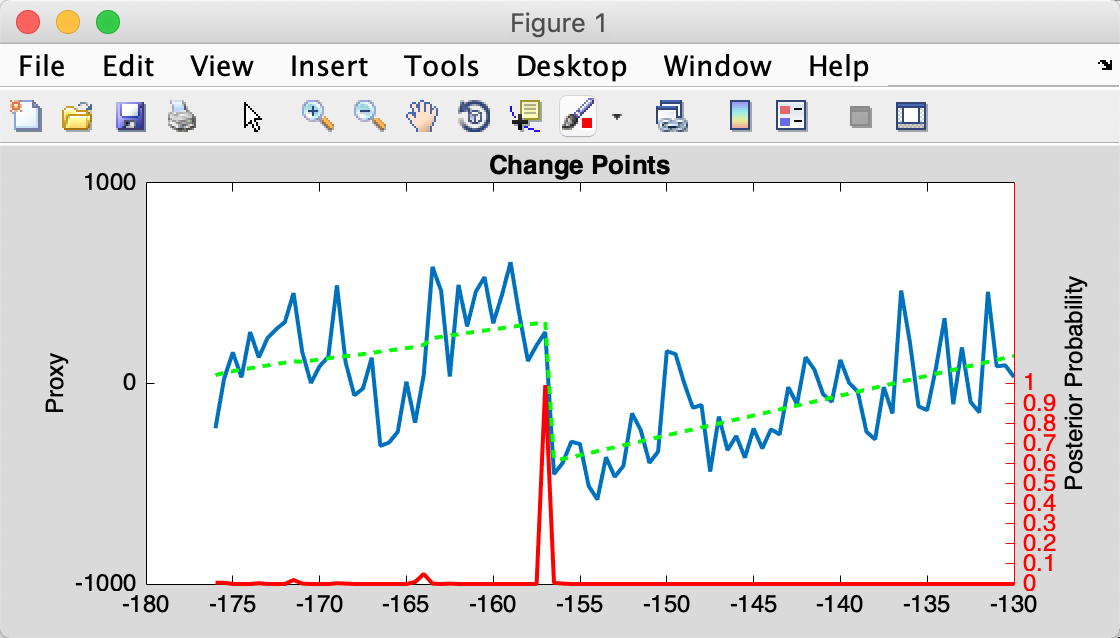 Figure 1
File Edit View Insert Tools Desktop Window Help
Change Points
1000
0
-1000
Proxy
-180 -175 -170 -165 -160 -155 -150 -145 -140 -135 -130
1
0.9
0.8
0.7
0.6
0.5
0.4
0.3
0.2
0.1
0
Posterior Probability